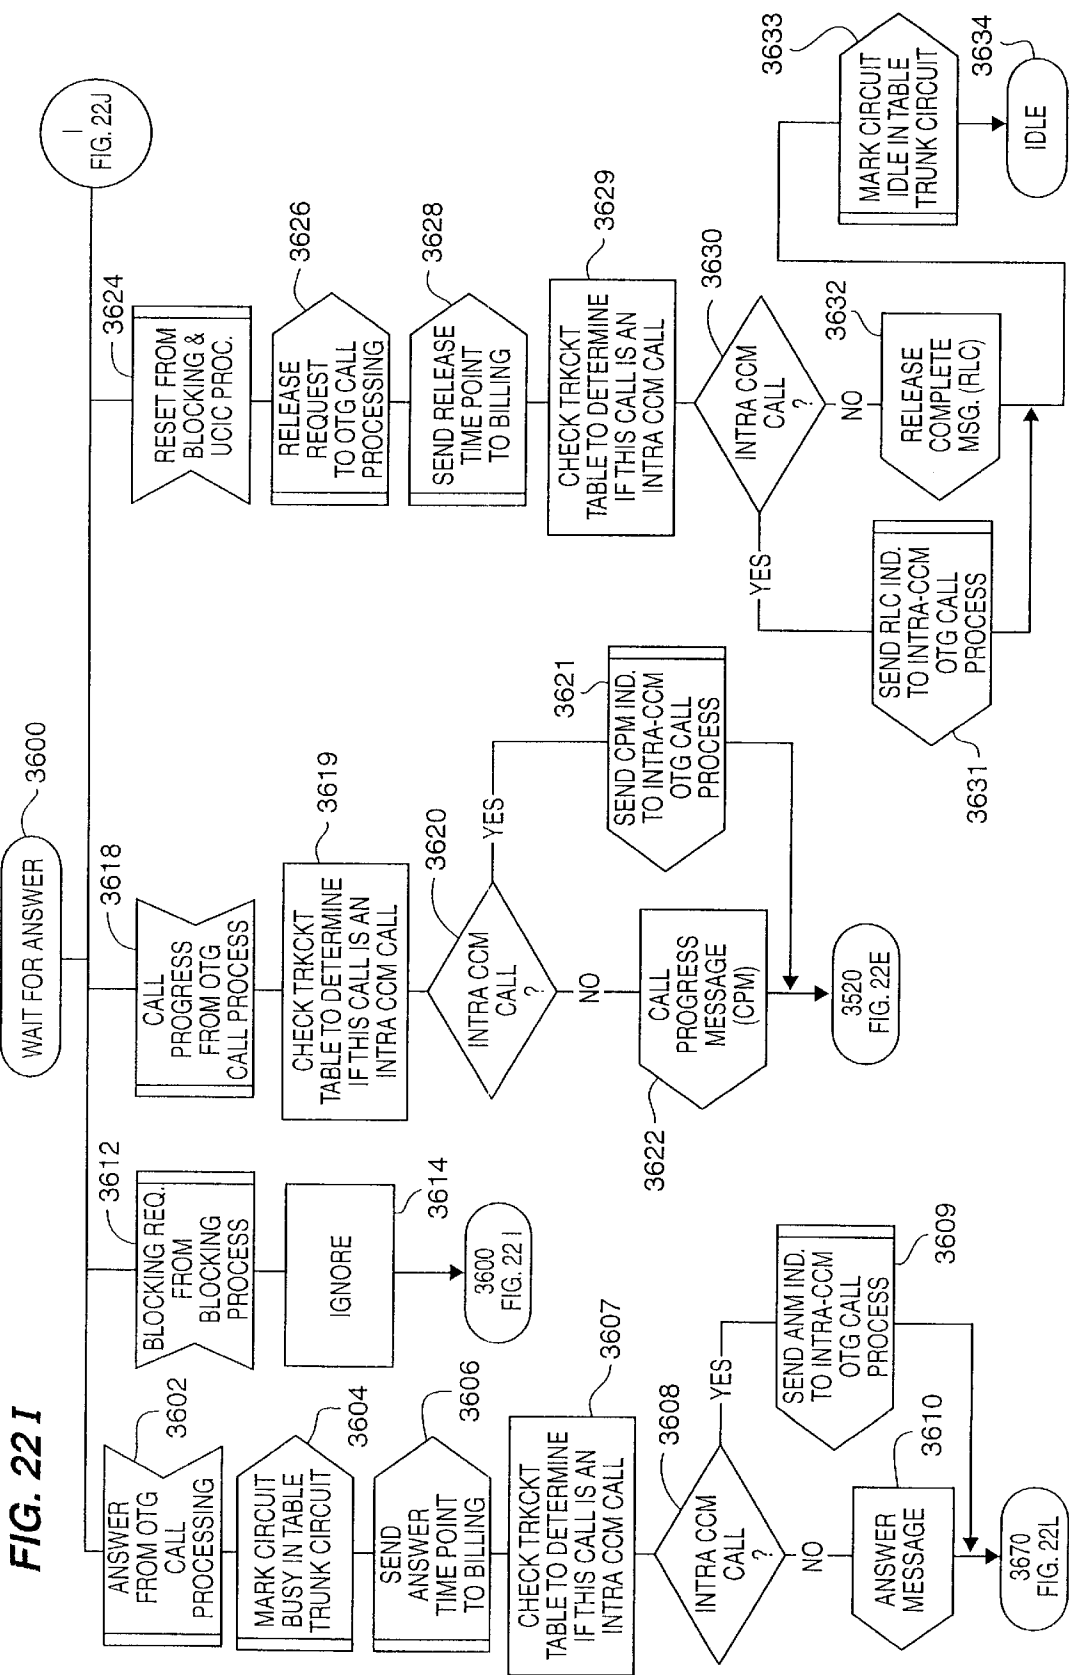 FIG. 22 I
WAIT FOR ANSWER
3600
I
FIG. 22J
ANSWER
FROM OTG
CALL
PROCESSING
3602
MARK CIRCUIT
BUSY IN TABLE
TRUNK CIRCUIT
3604
SEND
ANSWER
TIME POINT
TO BILLING
3606
CHECK TRKCKT
TABLE TO DETERMINE
IF THIS CALL IS AN
INTRA CCM CALL
3607
INTRA CCM
CALL
?
3608
YES
NO
SEND ANM IND.
TO INTRA-CCM
OTG CALL
PROCESS
3609
ANSWER
MESSAGE
3610
3670
FIG. 22L
BLOCKING REQ.
FROM
BLOCKING
PROCESS
3612
IGNORE
3614
3600
FIG. 22 I
CALL
PROGRESS
FROM OTG
CALL PROCESS
3618
CHECK TRKCKT
TABLE TO DETERMINE
IF THIS CALL IS AN
INTRA CCM CALL
3619
INTRA CCM
CALL
?
3620
YES
NO
SEND CPM IND.
TO INTRA-CCM
OTG CALL
PROCESS
3621
CALL
PROGRESS
MESSAGE
(CPM)
3622
3520
FIG. 22E
RESET FROM
BLOCKING &
UCIC PROC.
3624
RELEASE
REQUEST
TO OTG CALL
PROCESSING
3626
SEND RELEASE
TIME POINT
TO BILLING
3628
CHECK TRKCKT
TABLE TO DETERMINE
IF THIS CALL IS AN
INTRA CCM CALL
3629
INTRA CCM
CALL
?
3630
YES
NO
SEND RLC IND.
TO INTRA-CCM
OTG CALL
PROCESS
3631
RELEASE
COMPLETE
MSG. (RLC)
3632
MARK CIRCUIT
IDLE IN TABLE
TRUNK CIRCUIT
3633
IDLE
3634